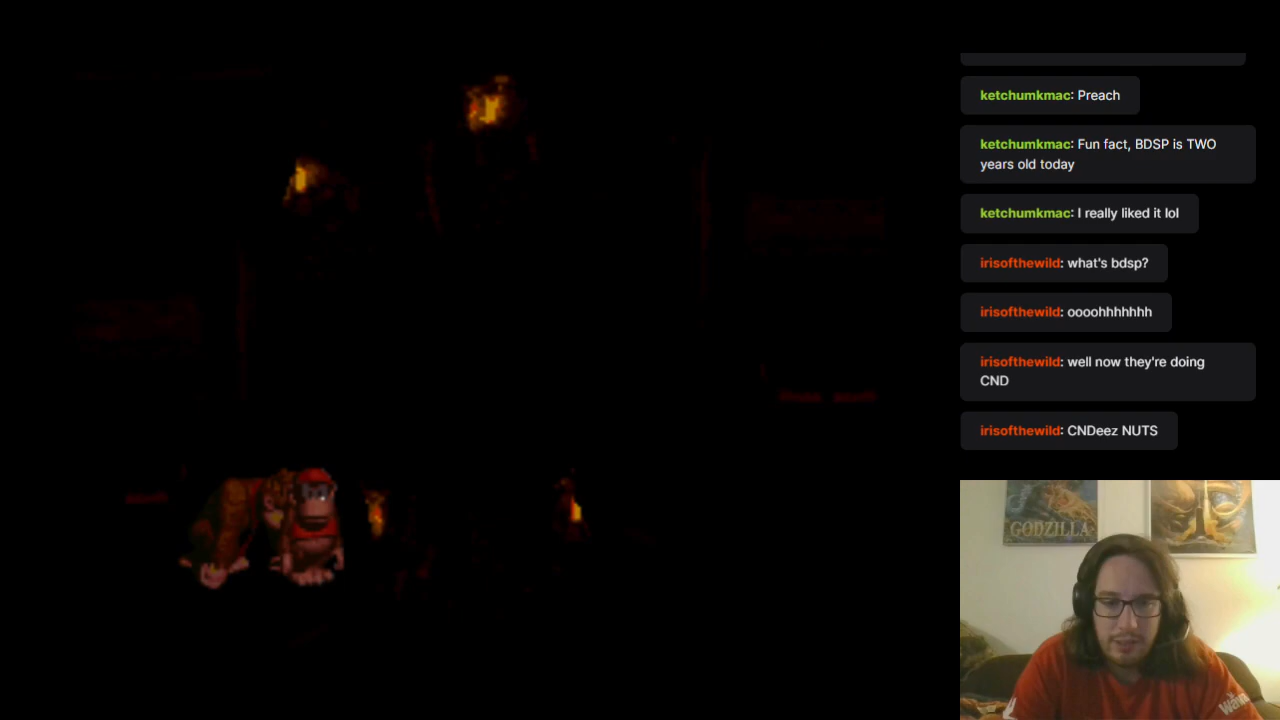 ketchumkmac: Preach
ketchumkmac: Fun fact, BDSP is TWO
years old today
ketchumkmac: I really liked it lol
irisofthewild: what's bdsp?
irisofthewild: oooohhhhhhh
irisofthewild: well now they're doing
CND
irisofthewild: CNDeez NUTS
GODZILLA